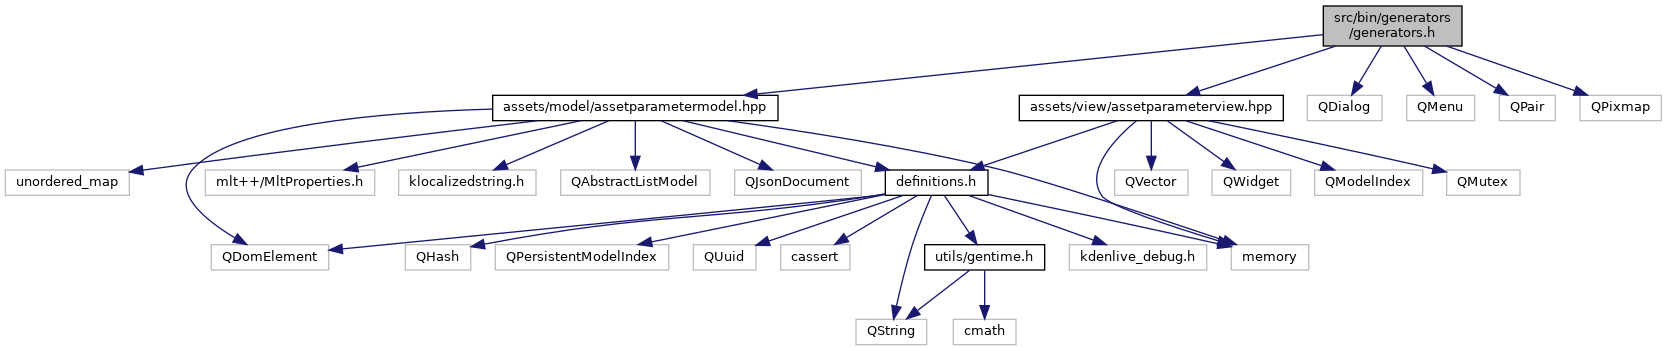 src/bin/generators
/generators.h
assets/model/assetparametermodel.hpp
assets/view/assetparameterview.hpp
QDialog
QMenu
QPair
QPixmap
unordered_map
mlt++/MltProperties.h
klocalizedstring.h
QAbstractListModel
QJsonDocument
definitions.h
QVector
QWidget
QModelIndex
QMutex
QDomElement
QHash
QPersistentModelIndex
QUuid
cassert
utils/gentime.h
kdenlive_debug.h
memory
QString
cmath